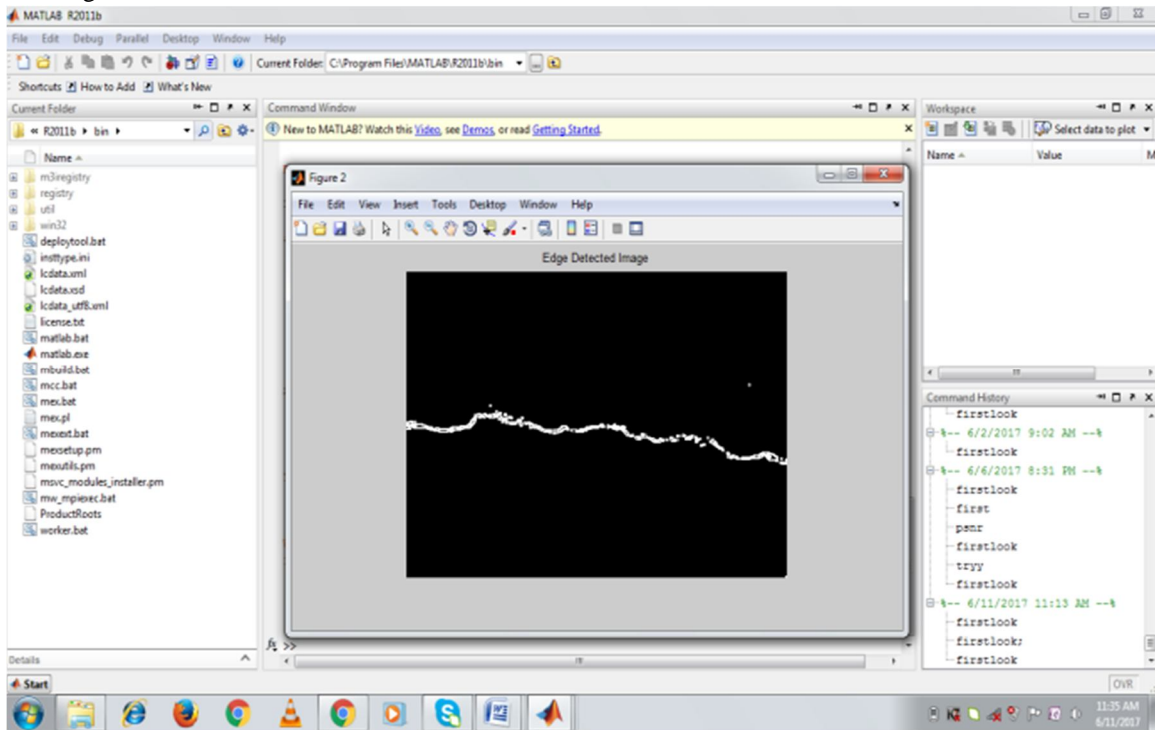 MATLAB R2011b
File Edit Debug Parallel Desktop Window Help
Current Folder: C:\Program Files\MATLAB\R2011b\bin
Shortcuts How to Add What's New
Current Folder
« R2011b ▸ bin ▸
Name
m3iregistry
registry
util
win32
deploytool.bat
insttype.ini
lcdata.xml
lcdata.xsd
lcdata_utf8.xml
license.txt
matlab.bat
matlab.exe
mbuild.bat
mcc.bat
mex.bat
mex.pl
mexext.bat
mexsetup.pm
mexutils.pm
msvc_modules_installer.pm
mw_mpiexec.bat
ProductRoots
worker.bat
Details
Command Window
New to MATLAB? Watch this Video, see Demos, or read Getting Started.
Figure 2
File Edit View Insert Tools Desktop Window Help
Edge Detected Image
fx >>
Workspace
Select data to plot
Name Value M
Command History
firstlook
%-- 6/2/2017 9:02 AM --%
firstlook
%-- 6/6/2017 8:31 PM --%
firstlook
first
psnr
firstlook
tryy
firstlook
%-- 6/11/2017 11:13 AM --%
firstlook
firstlook;
firstlook
Start
OVR
11:35 AM
6/11/2017